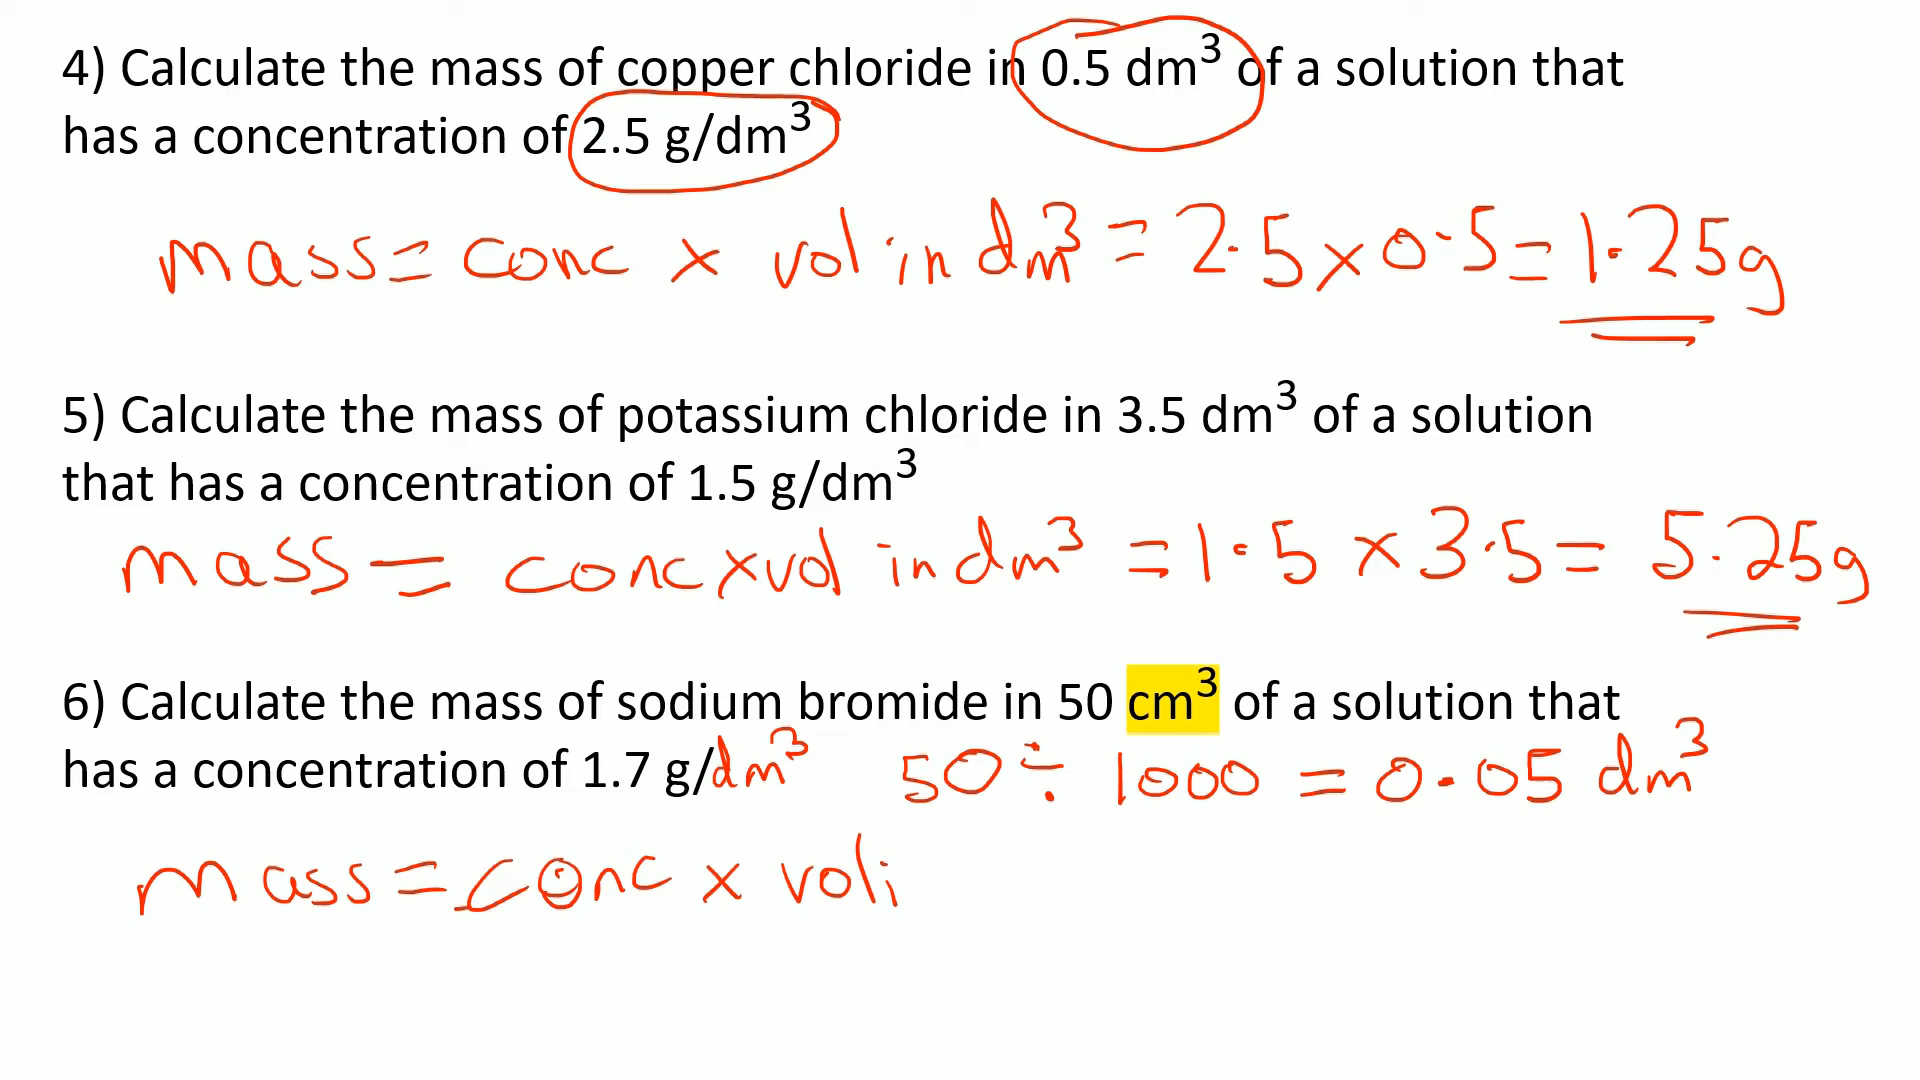 4) Calculate the mass of copper chloride in 0.5 dm³ of a solution that
has a concentration of 2.5 g/dm³
mass = conc x vol in dm³ = 2.5 x 0.5 = 1.25g
5) Calculate the mass of potassium chloride in 3.5 dm³ of a solution
that has a concentration of 1.5 g/dm³
mass = conc x vol in dm³ = 1.5 x 3.5 = 5.25g
6) Calculate the mass of sodium bromide in 50 cm³ of a solution that
has a concentration of 1.7 g/dm³ 50 ÷ 1000 = 0.05 dm³
mass = conc x vol i